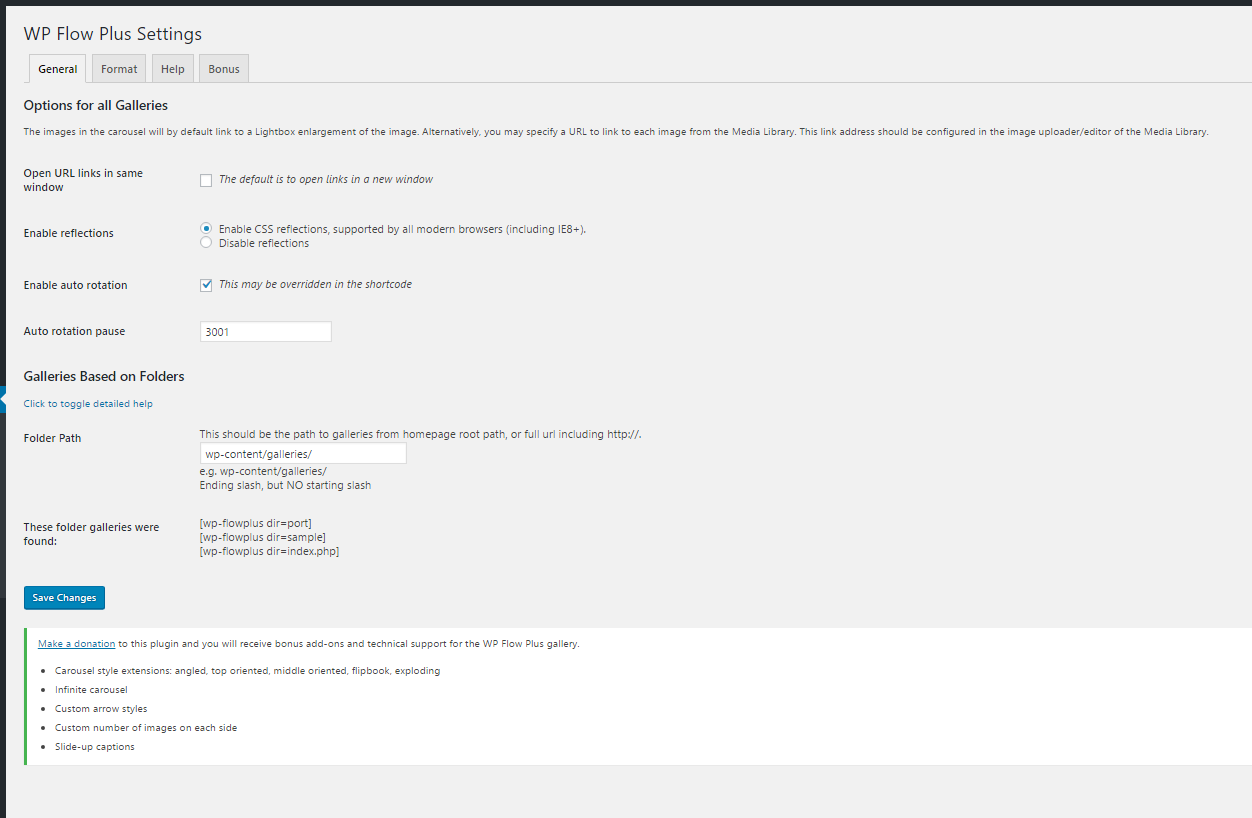 WP Flow Plus Settings
General
Format
Help
Bonus
Options for all Galleries
The images in the carousel will by default link to a Lightbox enlargement of the image. Alternatively, you may specify a URL to link to each image from the Media Library. This link address should be configured in the image uploader/editor of the Media Library.
Open URL links in same
window
The default is to open links in a new window
Enable reflections
Enable CSS reflections, supported by all modern browsers (including IE8+).
Disable reflections
Enable auto rotation
This may be overridden in the shortcode
Auto rotation pause
3001
Galleries Based on Folders
Click to toggle detailed help
Folder Path
This should be the path to galleries from homepage root path, or full url including http://.
wp-content/galleries/
e.g. wp-content/galleries/
Ending slash, but NO starting slash
These folder galleries were
found:
[wp-flowplus dir=port]
[wp-flowplus dir=sample]
[wp-flowplus dir=index.php]
Save Changes
Make a donation to this plugin and you will receive bonus add-ons and technical support for the WP Flow Plus gallery.
Carousel style extensions: angled, top oriented, middle oriented, flipbook, exploding
Infinite carousel
Custom arrow styles
Custom number of images on each side
Slide-up captions